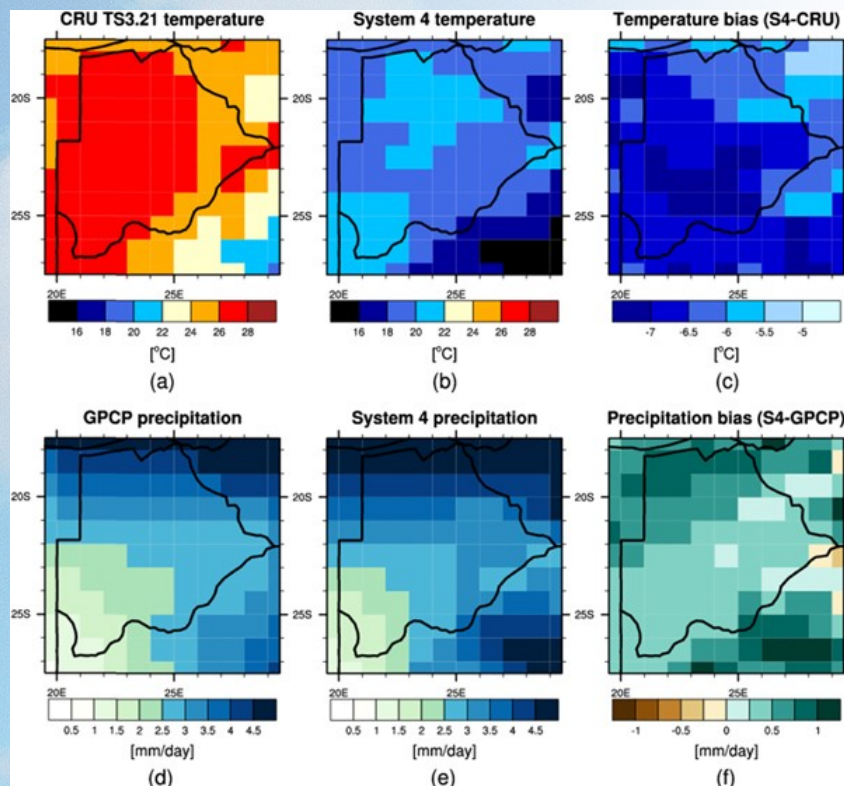 CRU TS3.21 temperature
System 4 temperature
Temperature bias (S4-CRU)
20S
20S
20S
25S
25S
25S
20E 25E
20E 25E
20E 25E
16 18 20 22 24 26 28
16 18 20 22 24 26 28
-7 -6.5 -6 -5.5 -5
[°C]
[°C]
[°C]
(a)
(b)
(c)
GPCP precipitation
System 4 precipitation
Precipitation bias (S4-GPCP)
20S
20S
20S
25S
25S
25S
20E 25E
20E 25E
20E 25E
0.5 1 1.5 2 2.5 3 3.5 4 4.5
0.5 1 1.5 2 2.5 3 3.5 4 4.5
-1 -0.5 0 0.5 1
[mm/day]
[mm/day]
[mm/day]
(d)
(e)
(f)